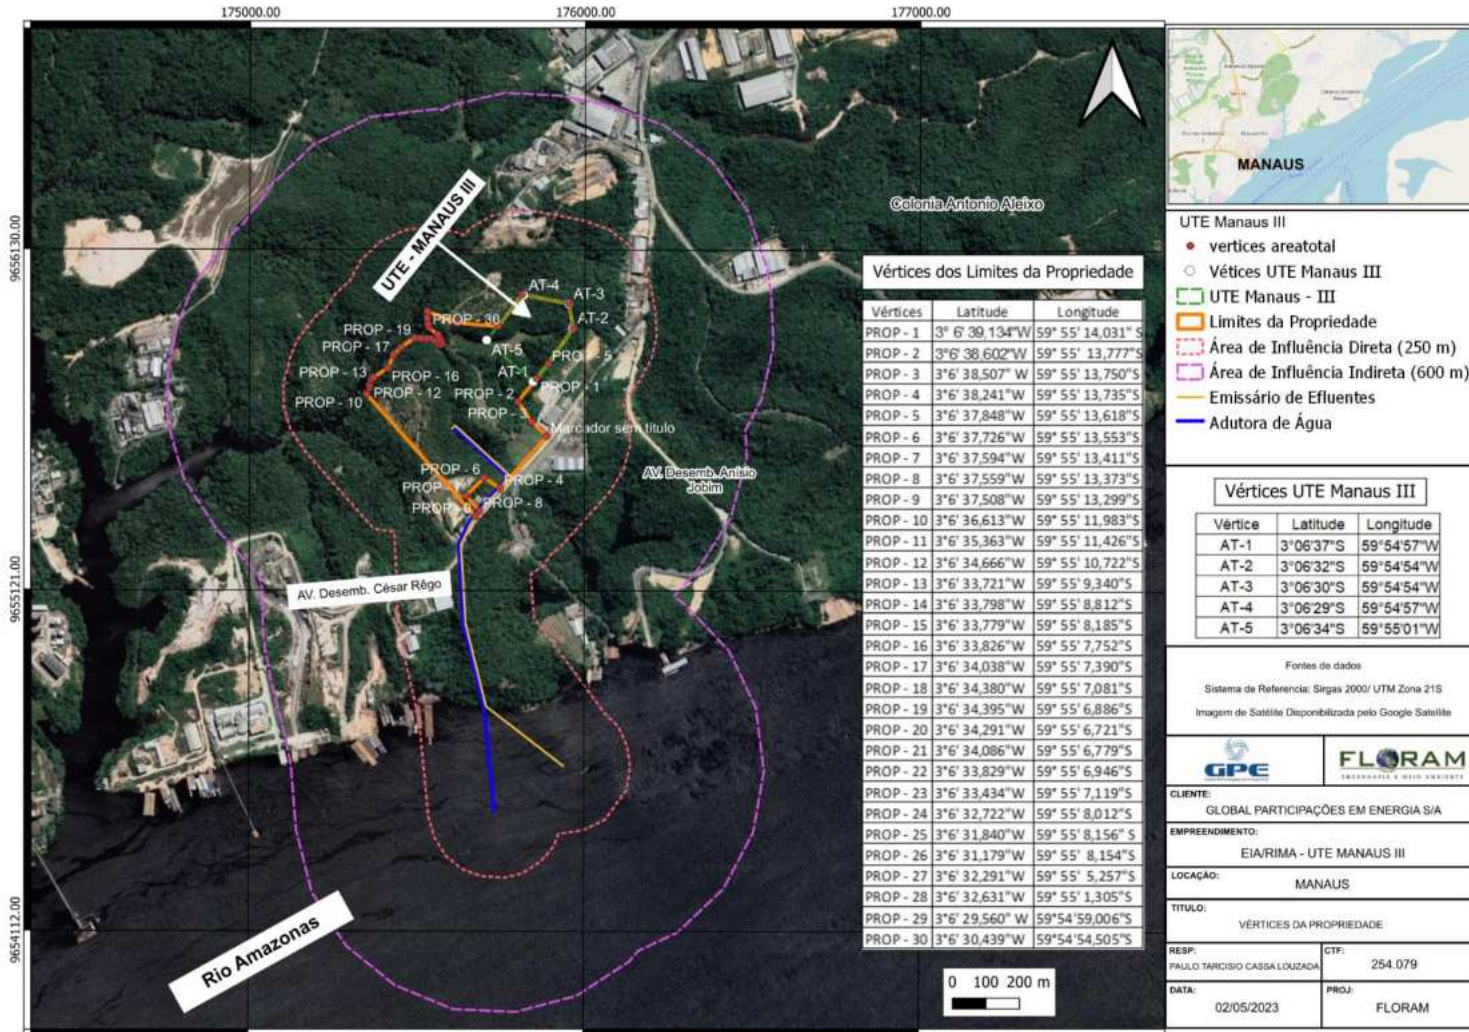 175000.00 176000.00 177000.00
9656130.00
9655121.00
9654112.00
UTE - MANAUS III
Colonia Antonio Aleixo
AT-4
AT-3
AT-2
PROP - 30
PROP - 19
PROP - 17
AT-5
PROP - 5
PROP - 13
PROP - 16
AT-1
PROP - 1
PROP - 10
PROP - 12
PROP - 2
PROP - 3
Marcador sem titulo
PROP - 6
PROP - 4
PROP - 8
AV. Desemb. Anísio
Jobim
AV. Desemb. César Rêgo
Rio Amazonas
Vértices dos Limites da Propriedade
Vértices Latitude Longitude
PROP - 1 3° 6' 39,134"W 59° 55' 14,031" S
PROP - 2 3°6' 38,602"W 59° 55' 13,777"S
PROP - 3 3°6' 38,507" W 59° 55' 13,750"S
PROP - 4 3°6' 38,241"W 59° 55' 13,735"S
PROP - 5 3°6' 37,848"W 59° 55' 13,618"S
PROP - 6 3°6' 37,726"W 59° 55' 13,553"S
PROP - 7 3°6' 37,594"W 59° 55' 13,411"S
PROP - 8 3°6' 37,559"W 59° 55' 13,373"S
PROP - 9 3°6' 37,508"W 59° 55' 13,299"S
PROP - 10 3°6' 36,613"W 59° 55' 11,983"S
PROP - 11 3°6' 35,363"W 59° 55' 11,426"S
PROP - 12 3°6' 34,666"W 59° 55' 10,722"S
PROP - 13 3°6' 33,721"W 59° 55' 9,340"S
PROP - 14 3°6' 33,798"W 59° 55' 8,812"S
PROP - 15 3°6' 33,779"W 59° 55' 8,185"S
PROP - 16 3°6' 33,826"W 59° 55' 7,752"S
PROP - 17 3°6' 34,038"W 59° 55' 7,390"S
PROP - 18 3°6' 34,380"W 59° 55' 7,081"S
PROP - 19 3°6' 34,395"W 59° 55' 6,886"S
PROP - 20 3°6' 34,291"W 59° 55' 6,721"S
PROP - 21 3°6' 34,086"W 59° 55' 6,779"S
PROP - 22 3°6' 33,829"W 59° 55' 6,946"S
PROP - 23 3°6' 33,434"W 59° 55' 7,119"S
PROP - 24 3°6' 32,722"W 59° 55' 8,012"S
PROP - 25 3°6' 31,840"W 59° 55' 8,156" S
PROP - 26 3°6' 31,179"W 59° 55' 8,154"S
PROP - 27 3°6' 32,291"W 59° 55' 5,257"S
PROP - 28 3°6' 32,631"W 59° 55' 1,305"S
PROP - 29 3°6' 29,560" W 59°54'59,006"S
PROP - 30 3°6' 30,439"W 59°54'54,505"S
0 100 200 m
MANAUS
UTE Manaus III
vertices areatotal
Vétices UTE Manaus III
UTE Manaus - III
Limites da Propriedade
Área de Influência Direta (250 m)
Área de Influência Indireta (600 m)
Emissário de Efluentes
Adutora de Água
Vértices UTE Manaus III
Vértice Latitude Longitude
AT-1 3°06'37"S 59°54'57"W
AT-2 3°06'32"S 59°54'54"W
AT-3 3°06'30"S 59°54'54"W
AT-4 3°06'29"S 59°54'57"W
AT-5 3°06'34"S 59°55'01"W
Fontes de dados
Sistema de Referencia: Sirgas 2000/ UTM Zona 21S
Imagem de Satélite Disponibilizada pelo Google Satellite
GPE
FLORAM
ENGENHARIA E MEIO AMBIENTE
CLIENTE:
GLOBAL PARTICIPAÇÕES EM ENERGIA S/A
EMPREENDIMENTO:
EIA/RIMA - UTE MANAUS III
LOCAÇÃO:
MANAUS
TITULO:
VÉRTICES DA PROPRIEDADE
RESP:
PAULO TARCISIO CASSA LOUZADA
CTF:
254.079
DATA:
02/05/2023
PROJ:
FLORAM